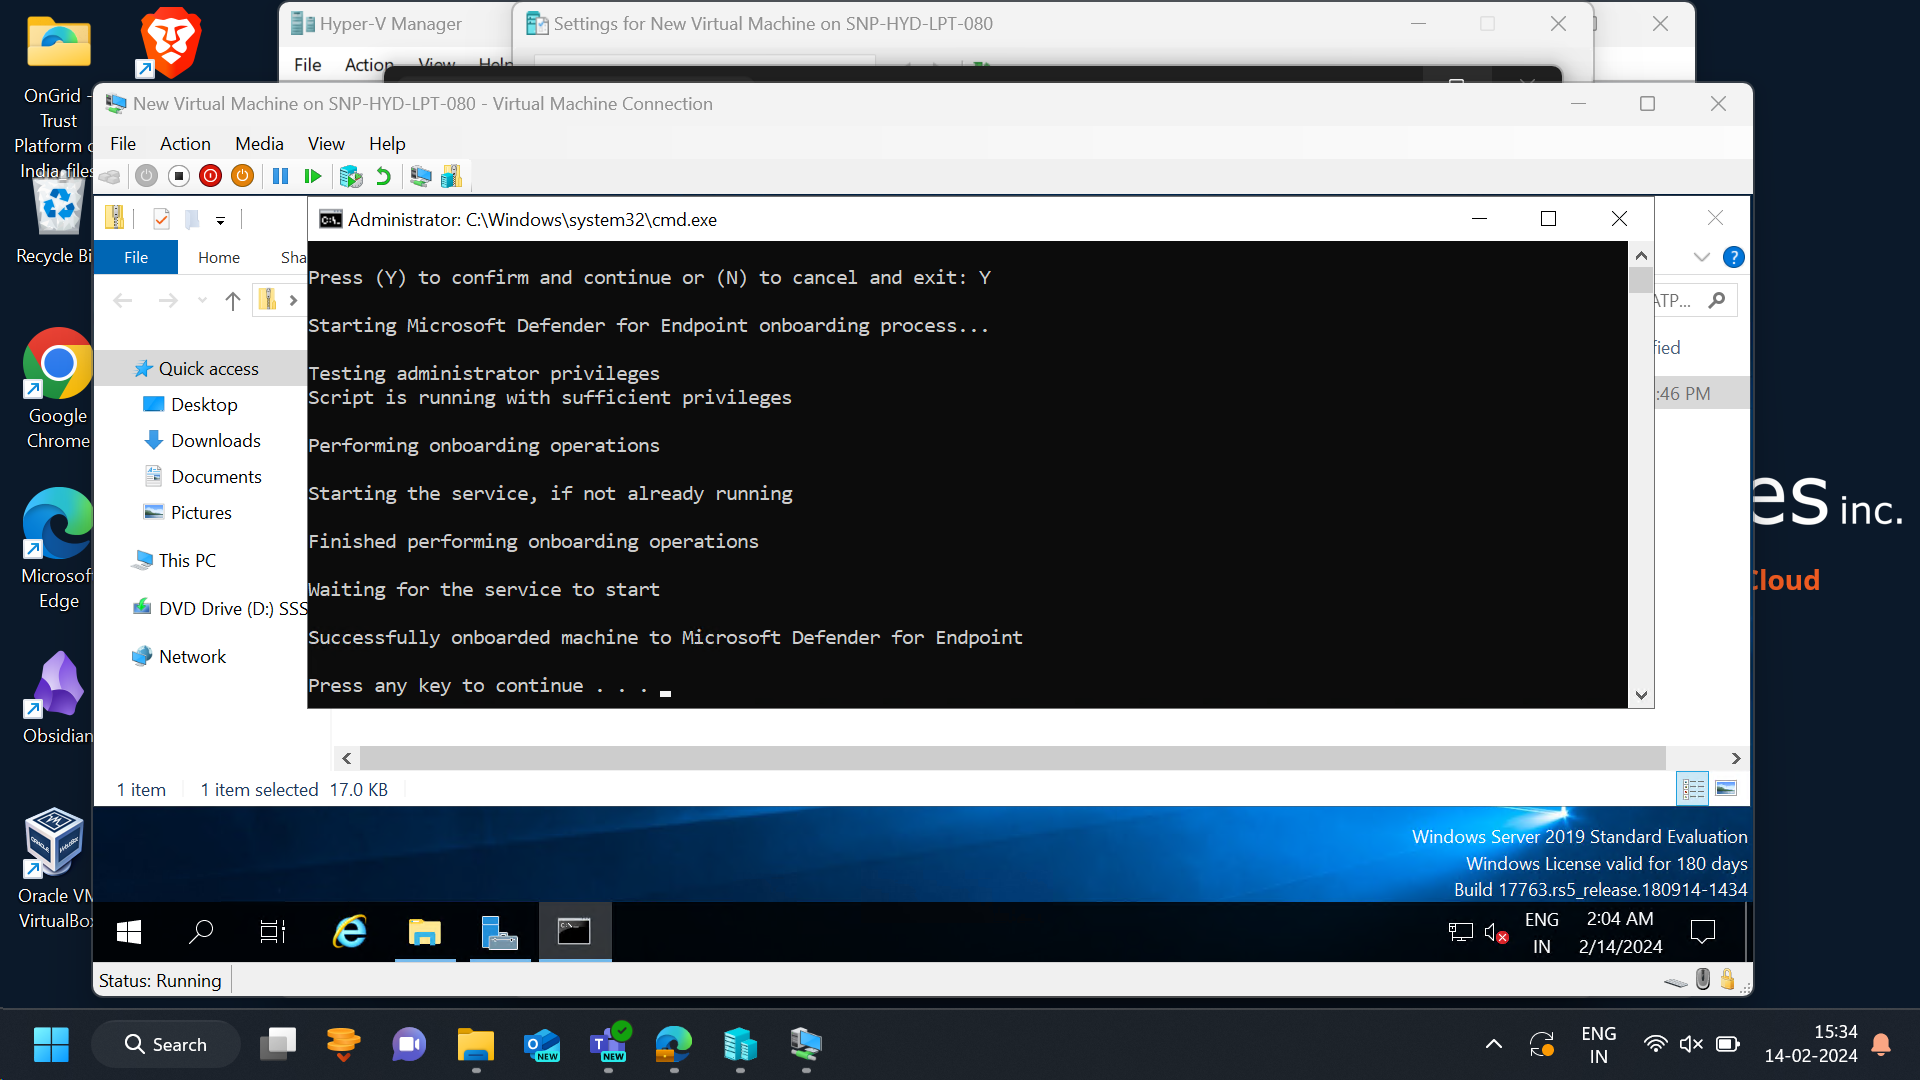 OnGrid -
Trust
Platform o
India files
Recycle Bi
Google
Chrome
Microsof
Edge
Obsidian
Oracle VM
VirtualBox
Hyper-V Manager
File Action View Help
Settings for New Virtual Machine on SNP-HYD-LPT-080
New Virtual Machine on SNP-HYD-LPT-080 - Virtual Machine Connection
File Action Media View Help
File Home Sha
ATP...
Quick access
Desktop
Downloads
Documents
Pictures
This PC
DVD Drive (D:) SSS
Network
fied
:46 PM
Administrator: C:\Windows\system32\cmd.exe
Press (Y) to confirm and continue or (N) to cancel and exit: Y
Starting Microsoft Defender for Endpoint onboarding process...
Testing administrator privileges
Script is running with sufficient privileges
Performing onboarding operations
Starting the service, if not already running
Finished performing onboarding operations
Waiting for the service to start
Successfully onboarded machine to Microsoft Defender for Endpoint
Press any key to continue . . .
1 item 1 item selected 17.0 KB
es inc.
Cloud
Windows Server 2019 Standard Evaluation
Windows License valid for 180 days
Build 17763.rs5_release.180914-1434
ENG
IN
2:04 AM
2/14/2024
Status: Running
Search
NEW
NEW
ENG
IN
15:34
14-02-2024